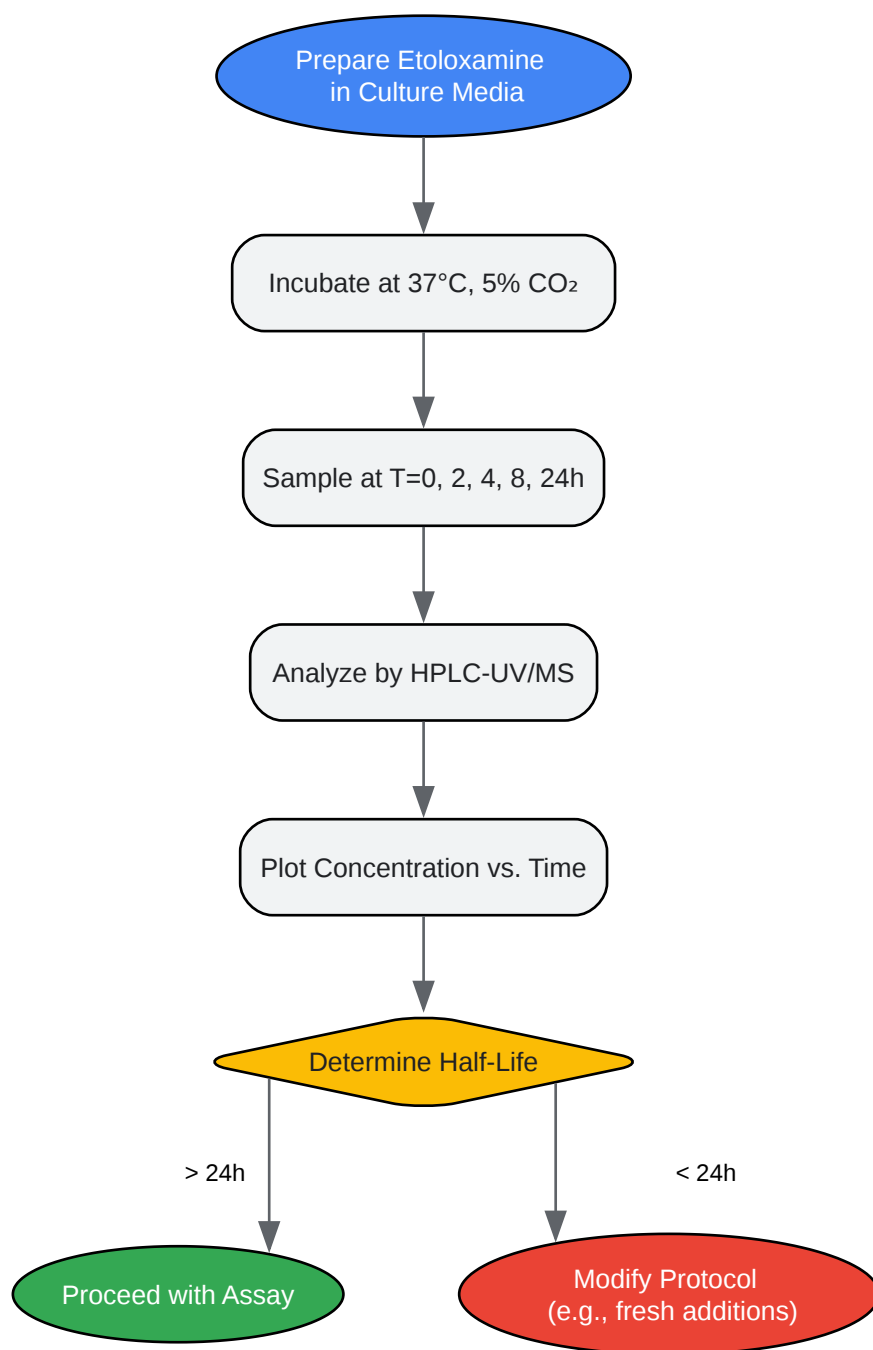 Prepare Etoloxamine
in Culture Media
Incubate at 37°C, 5% CO₂
Sample at T=0, 2, 4, 8, 24h
Analyze by HPLC-UV/MS
Plot Concentration vs. Time
Determine Half-Life
> 24h
< 24h
Proceed with Assay
Modify Protocol
(e.g., fresh additions)